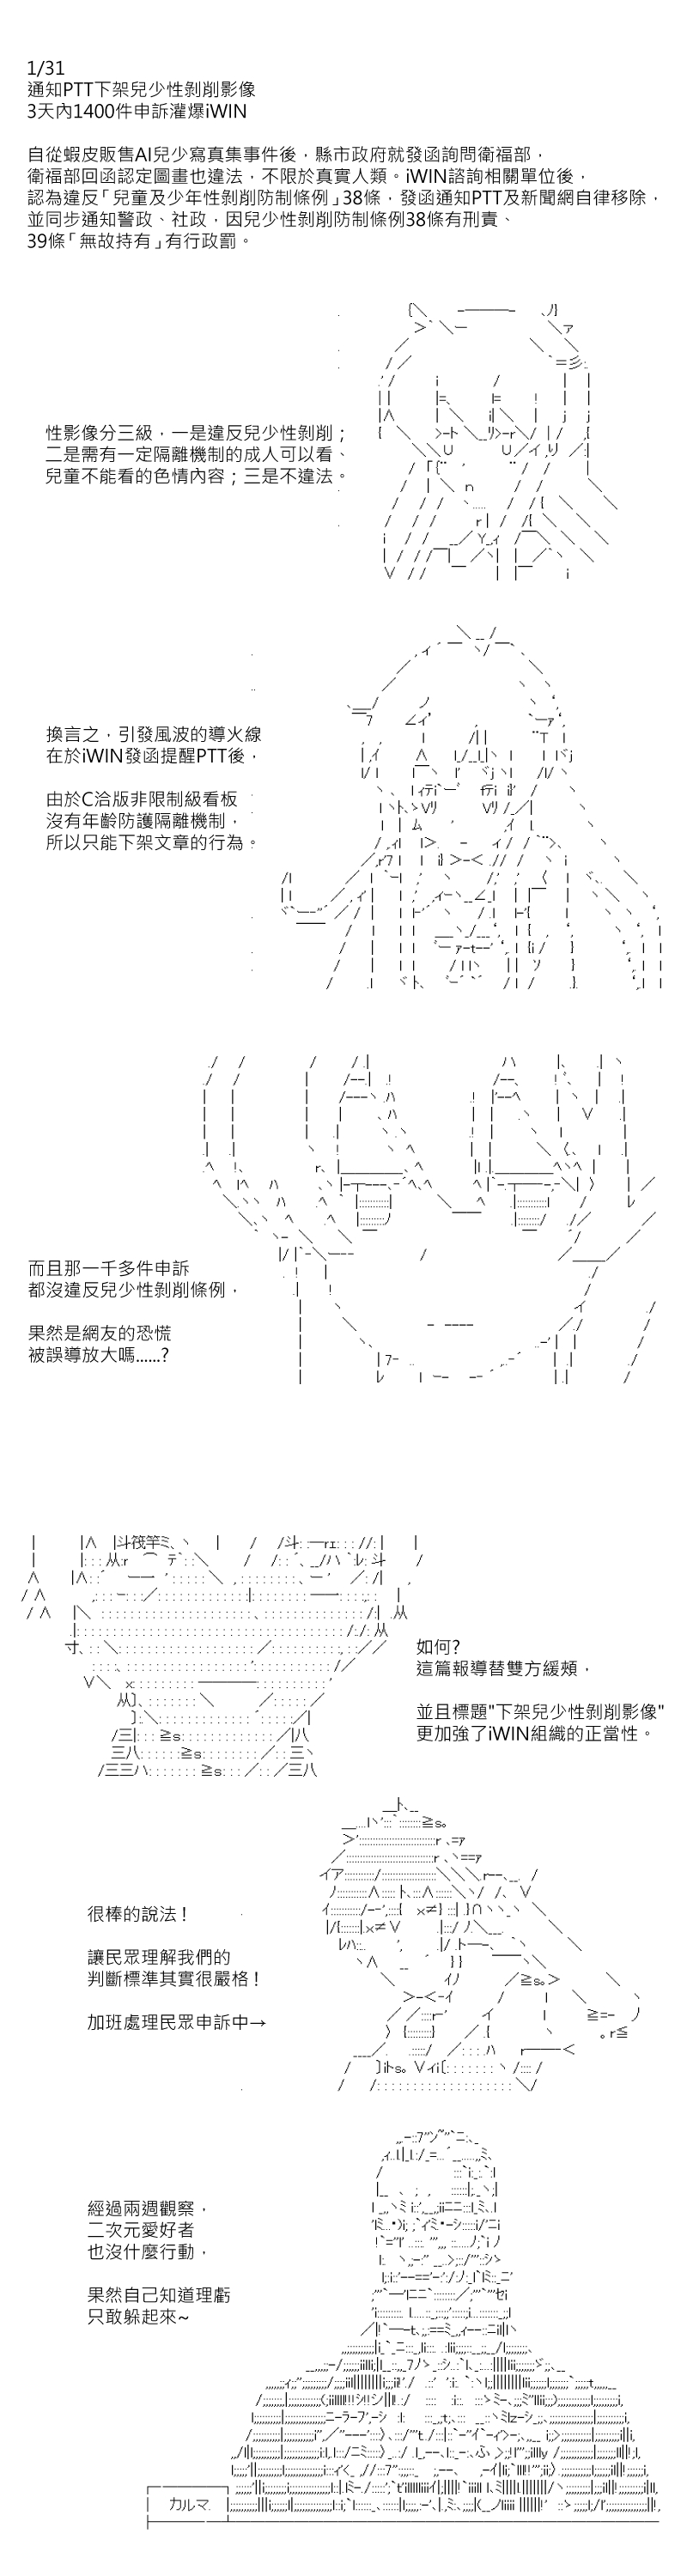 1/31
通知PTT下架兒少性剝削影像
3天內1400件申訴灌爆iWIN
自從蝦皮販售AI兒少寫真集事件後，縣市政府就發函詢問衛福部，
衛福部回函認定圖畫也違法，不限於真實人類。iWIN諮詢相關單位後，
認為違反「兒童及少年性剝削防制條例」38條，發函通知PTT及新聞網自律移除，
並同步通知警政、社政，因兒少性剝削防制條例38條有刑責、
39條「無故持有」有行政罰。
性影像分三級，一是違反兒少性剝削；
二是需有一定隔離機制的成人可以看、
兒童不能看的色情內容；三是不違法。
換言之，引發風波的導火線
在於iWIN發函提醒PTT後，
由於C洽版非限制級看板
沒有年齡防護隔離機制，
所以只能下架文章的行為。
而且那一千多件申訴
都沒違反兒少性剝削條例，
果然是網友的恐慌
被誤導放大嗎......?
如何?
這篇報導替雙方緩頰，
並且標題"下架兒少性剝削影像"
更加強了iWIN組織的正當性。
很棒的說法！
讓民眾理解我們的
判斷標準其實很嚴格！
加班處理民眾申訴中→
經過兩週觀察，
二次元愛好者
也沒什麼行動，
果然自己知道理虧
只敢躲起來~
カルマ.